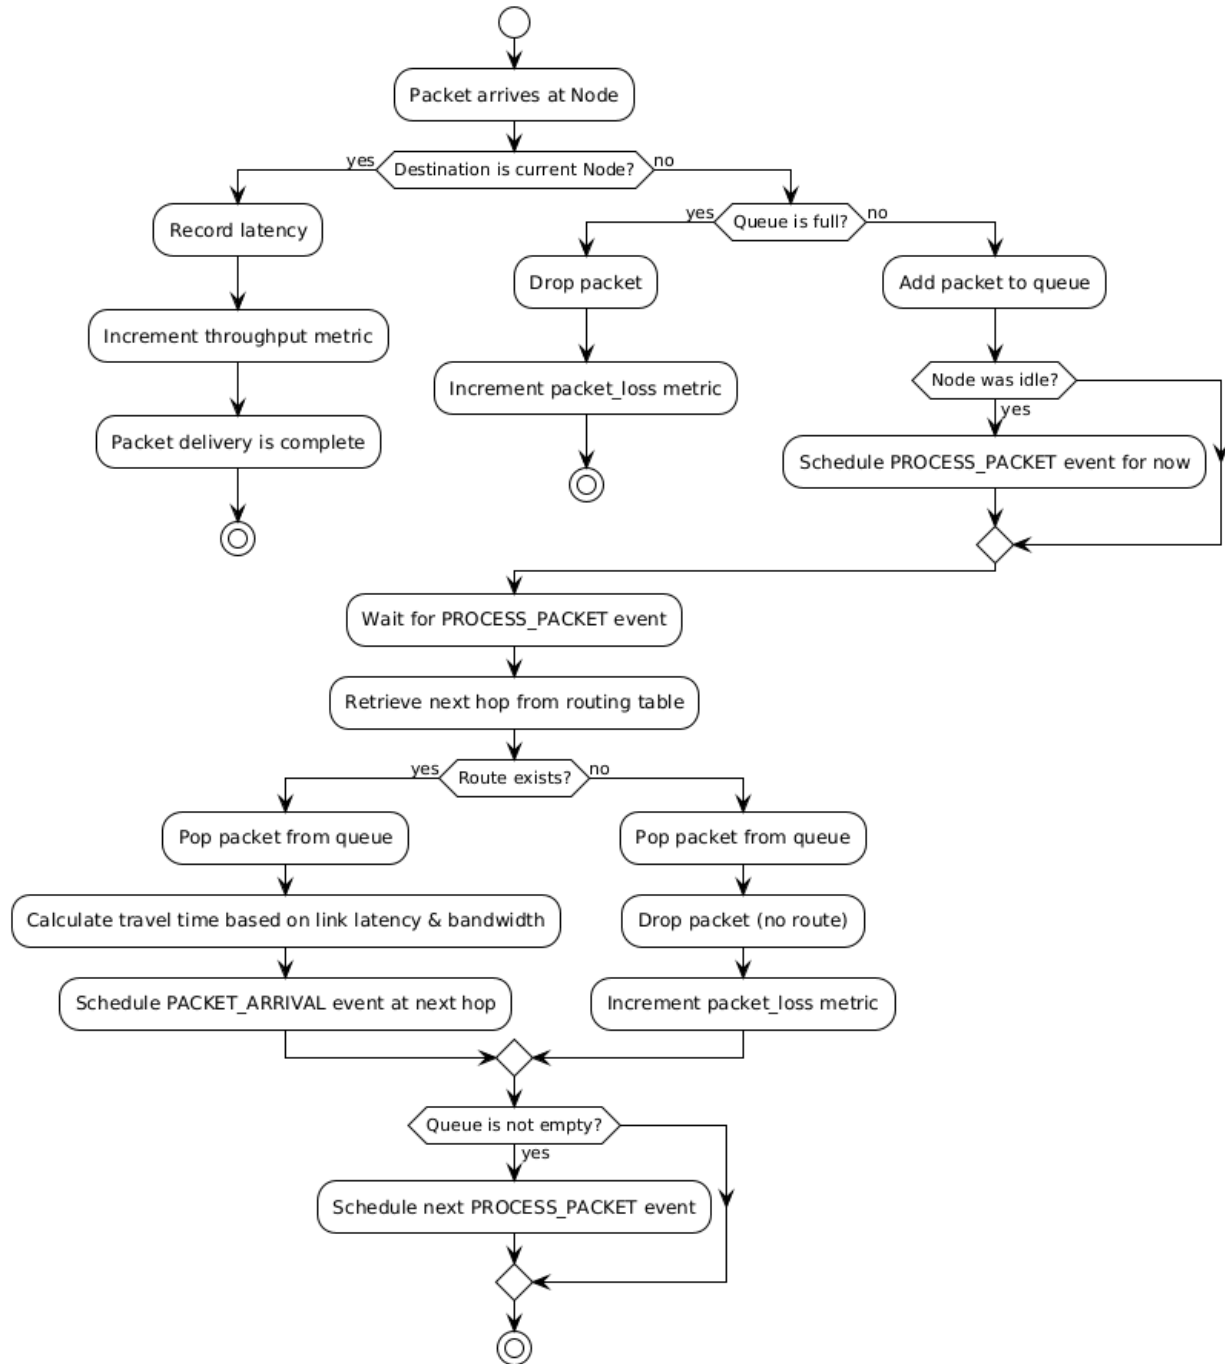 Packet arrives at Node
yes
Destination is current Node?
no
Record latency
Increment throughput metric
Packet delivery is complete
yes
Queue is full?
no
Drop packet
Increment packet_loss metric
Add packet to queue
Node was idle?
yes
Schedule PROCESS_PACKET event for now
Wait for PROCESS_PACKET event
Retrieve next hop from routing table
yes
Route exists?
no
Pop packet from queue
Calculate travel time based on link latency & bandwidth
Schedule PACKET_ARRIVAL event at next hop
Pop packet from queue
Drop packet (no route)
Increment packet_loss metric
Queue is not empty?
yes
Schedule next PROCESS_PACKET event